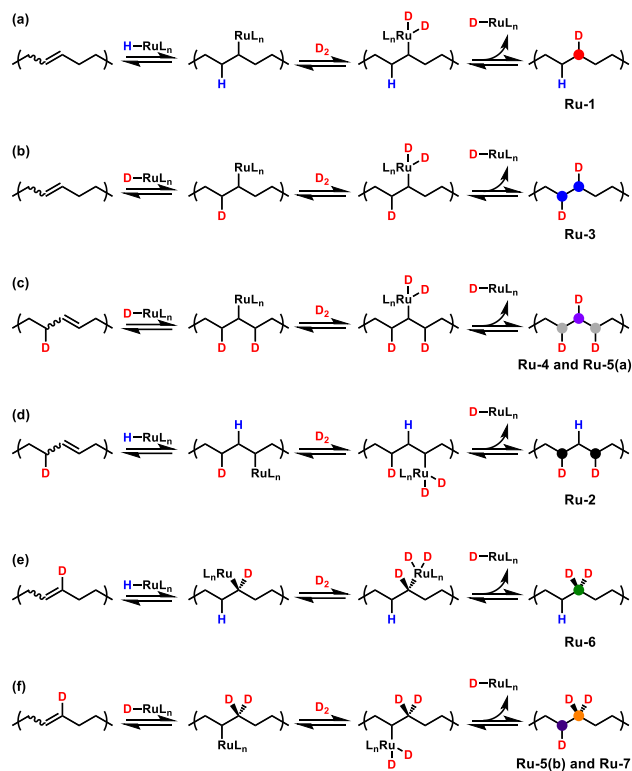 (a)
H–RuLn
RuLn
H
D2
D
LnRu
D
D–RuLn
D
H
Ru-1
(b)
D–RuLn
RuLn
D
D2
D
LnRu
D
D
D–RuLn
D
D
Ru-3
(c)
D
D–RuLn
RuLn
D D
D2
D
LnRu
D
D D
D–RuLn
D
D D
Ru-4 and Ru-5(a)
(d)
D
H–RuLn
H
D
RuLn
D2
H
D
LnRu
D
D
D–RuLn
H
D D
Ru-2
(e)
D
H–RuLn
LnRu D
H
D2
D D
D RuLn
H
D–RuLn
D D
H
Ru-6
(f)
D
D–RuLn
D D
RuLn
D2
D D
LnRu
D
D
D–RuLn
D D
D
Ru-5(b) and Ru-7